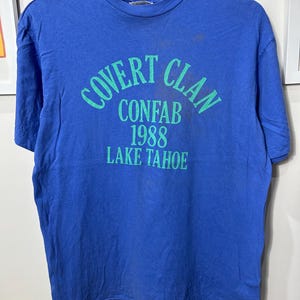 COVERT CLAN
CONFAB
1988
LAKE TAHOE